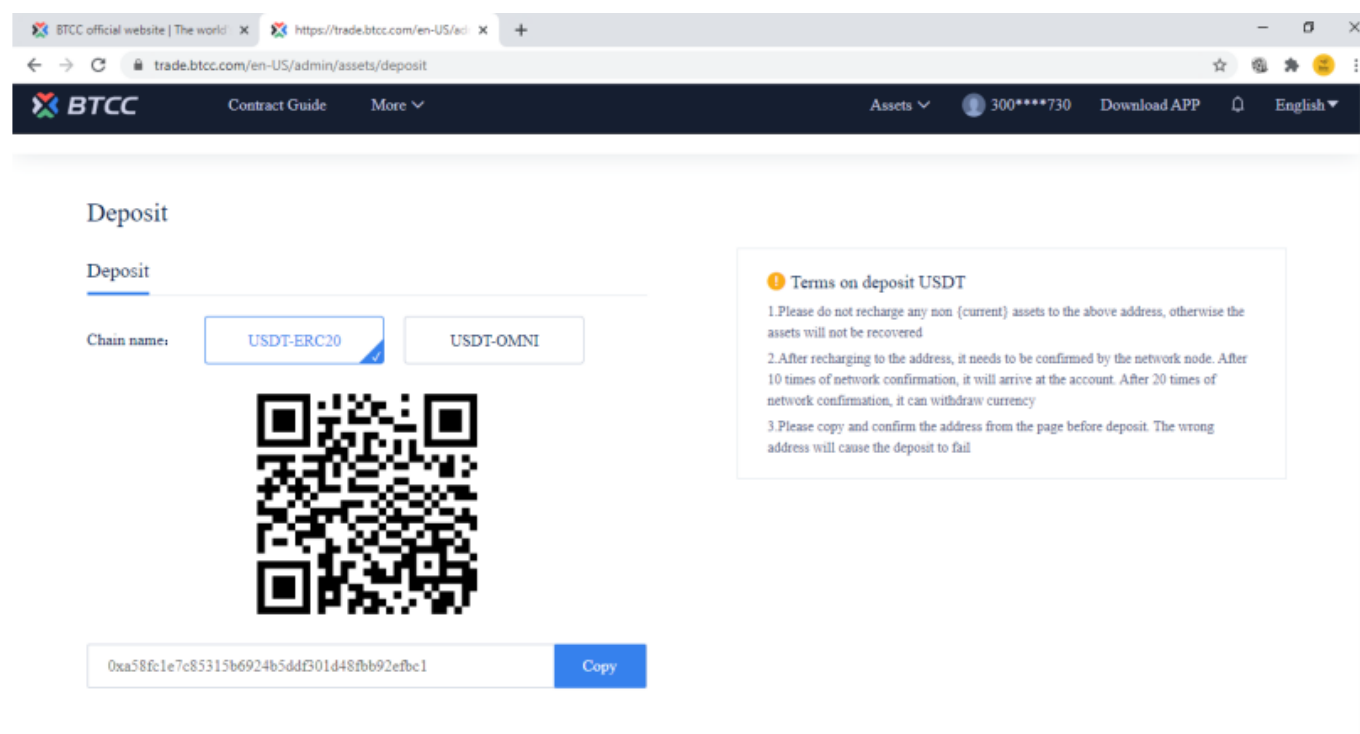 BTCC official website | The world'
https://trade.btcc.com/en-US/ad
trade.btcc.com/en-US/admin/assets/deposit
BTCC Contract Guide More Assets 300****730 Download APP English
Deposit
Deposit
Chain name: USDT-ERC20 USDT-OMNI
0xa58fc1e7c85315b6924b5ddf301d48fbb92efbc1 Copy
Terms on deposit USDT
1.Please do not recharge any non {current} assets to the above address, otherwise the
assets will not be recovered
2.After recharging to the address, it needs to be confirmed by the network node. After
10 times of network confirmation, it will arrive at the account. After 20 times of
network confirmation, it can withdraw currency
3.Please copy and confirm the address from the page before deposit. The wrong
address will cause the deposit to fail